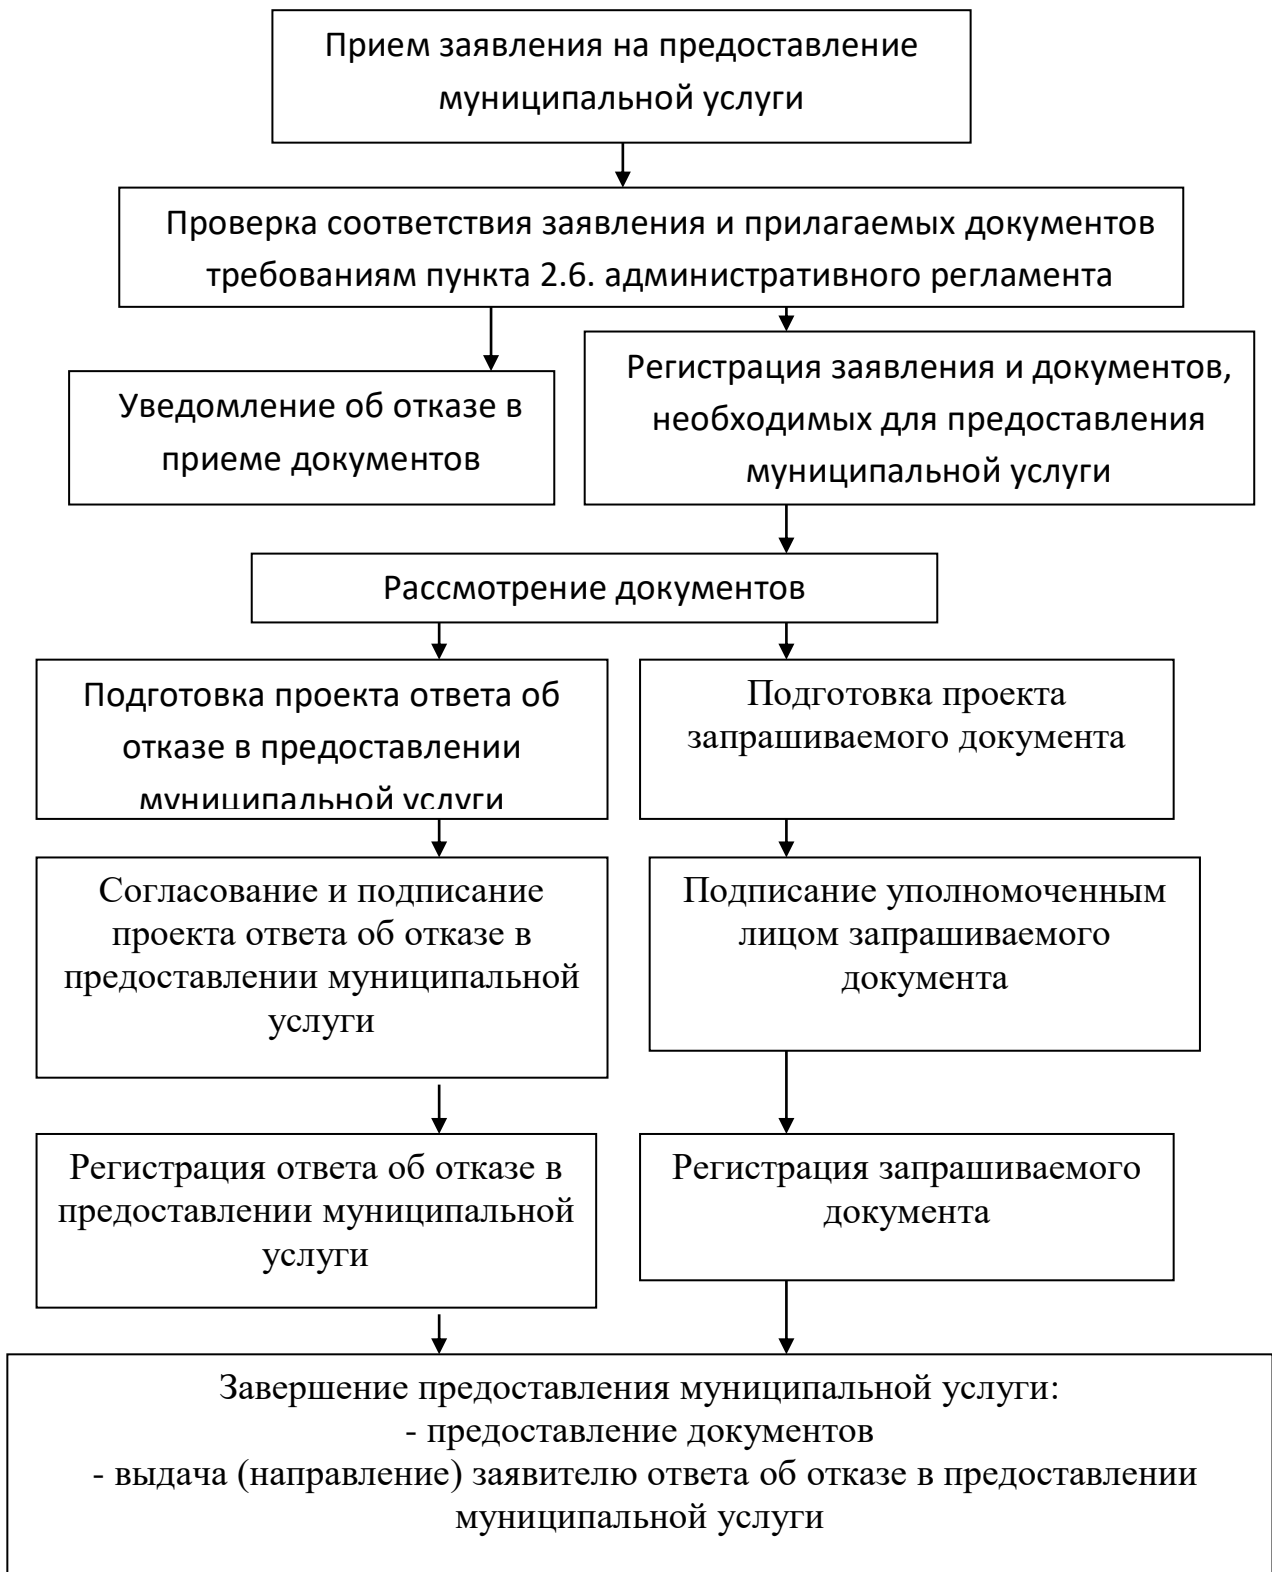 Прием заявления на предоставление
муниципальной услуги
Проверка соответствия заявления и прилагаемых документов
требованиям пункта 2.6. административного регламента
Уведомление об отказе в
приеме документов
Регистрация заявления и документов,
необходимых для предоставления
муниципальной услуги
Рассмотрение документов
Подготовка проекта ответа об
отказе в предоставлении
муниципальной услуги
Подготовка проекта
запрашиваемого документа
Согласование и подписание
проекта ответа об отказе в
предоставлении муниципальной
услуги
Подписание уполномоченным
лицом запрашиваемого
документа
Регистрация ответа об отказе в
предоставлении муниципальной
услуги
Регистрация запрашиваемого
документа
Завершение предоставления муниципальной услуги:
- предоставление документов
- выдача (направление) заявителю ответа об отказе в предоставлении
муниципальной услуги